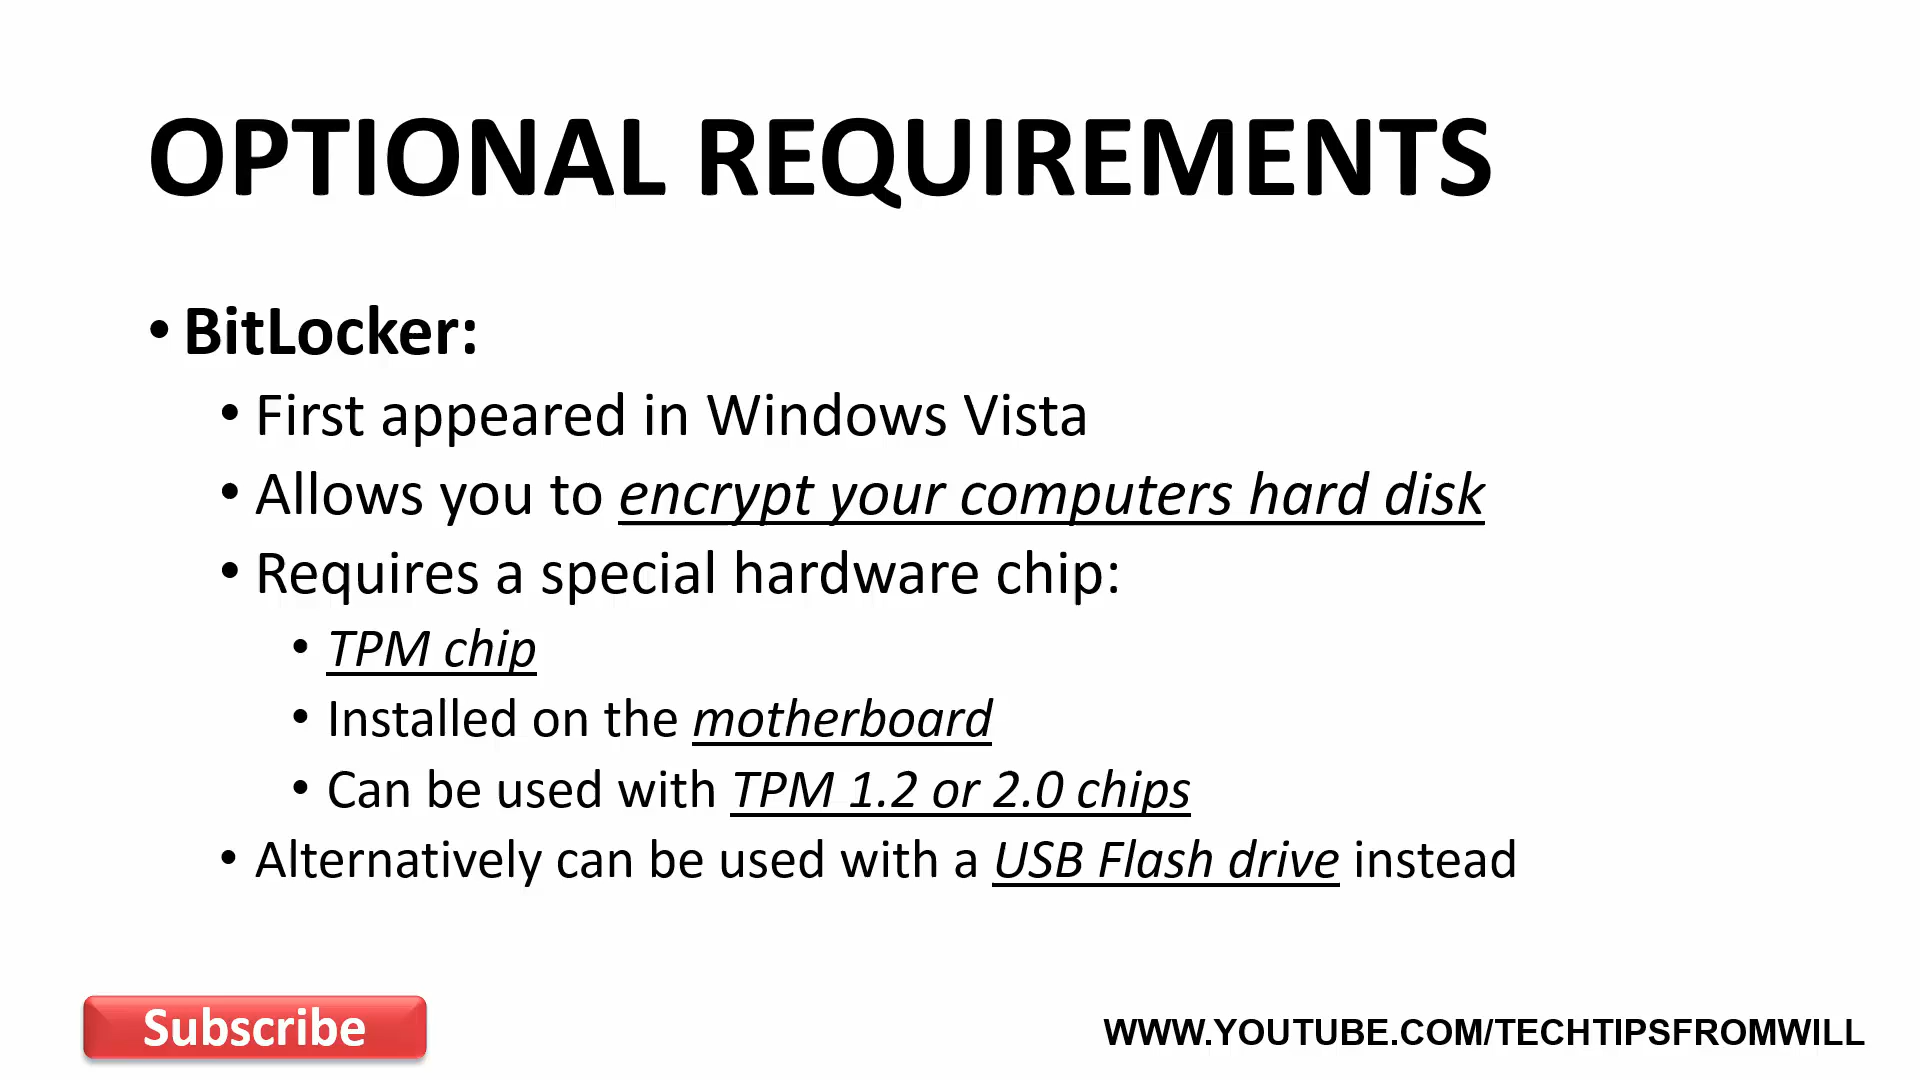 OPTIONAL REQUIREMENTS
• BitLocker:
• First appeared in Windows Vista
• Allows you to encrypt your computers hard disk
• Requires a special hardware chip:
• TPM chip
• Installed on the motherboard
• Can be used with TPM 1.2 or 2.0 chips
• Alternatively can be used with a USB Flash drive instead
Subscribe
WWW.YOUTUBE.COM/TECHTIPSFROMWILL